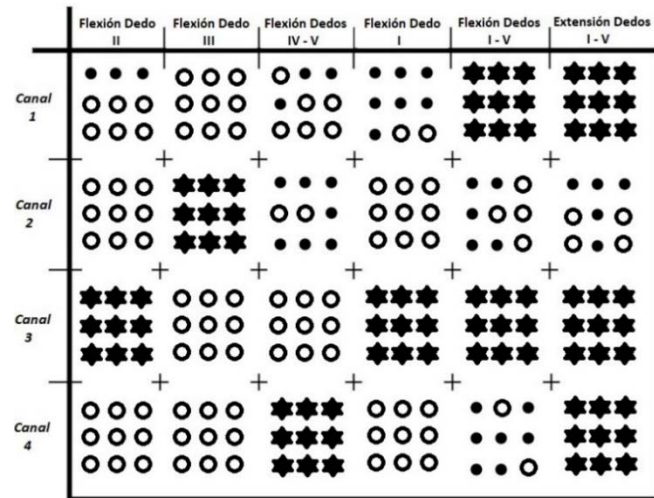 Flexión Dedo II
Flexión Dedo III
Flexión Dedos IV - V
Flexión Dedo I
Flexión Dedos I - V
Extensión Dedos I - V
Canal 1
Canal 2
Canal 3
Canal 4